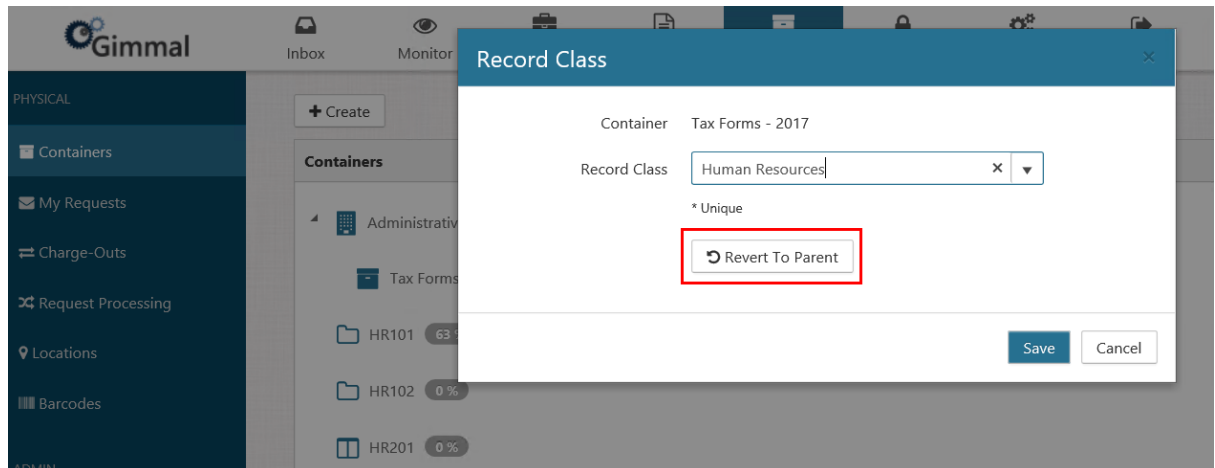 Gimmal
Inbox
Monitor
PHYSICAL
Containers
My Requests
Charge-Outs
Request Processing
Locations
Barcodes
ADMIN
Create
Containers
Administrativ
Tax Forms
HR101 63 %
HR102 0 %
HR201 0 %
Record Class ×
Container Tax Forms - 2017
Record Class Human Resources
* Unique
Revert To Parent
Save Cancel